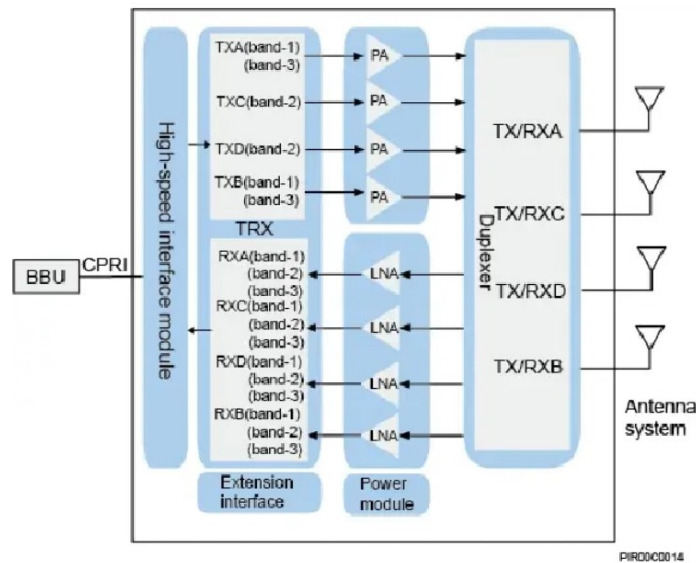 TXA(band-1)
(band-3)
TXC(band-2)
TXD(band-2)
TXB(band-1)
(band-3)
TRX
RXA(band-1)
(band-2)
(band-3)
RXC(band-1)
(band-2)
(band-3)
RXD(band-1)
(band-2)
(band-3)
RXB(band-1)
(band-2)
(band-3)
PA
PA
PA
PA
LNA
LNA
LNA
LNA
High-speed interface module
BBU
CPRI
Duplexer
TX/RXA
TX/RXC
TX/RXD
TX/RXB
Antenna
system
Extension
interface
Power
module
PIR00C0014